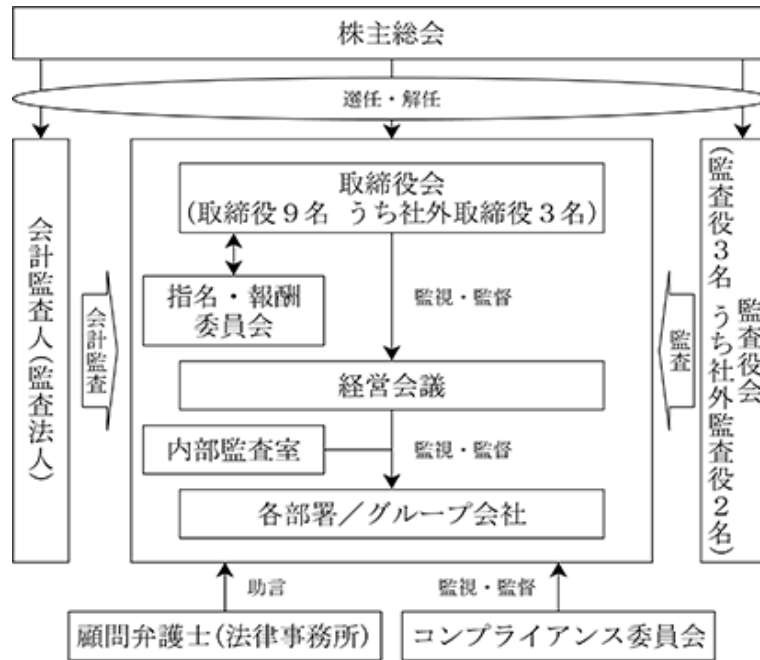 株主総会
選任・解任
会計監査人(監査法人)
会計監査
取締役会
(取締役9名 うち社外取締役3名)
指名・報酬
委員会
監視・監督
経営会議
内部監査室
監視・監督
各部署／グループ会社
監査
監査役会
(監査役3名 うち社外監査役2名)
助言
監視・監督
顧問弁護士(法律事務所)
コンプライアンス委員会